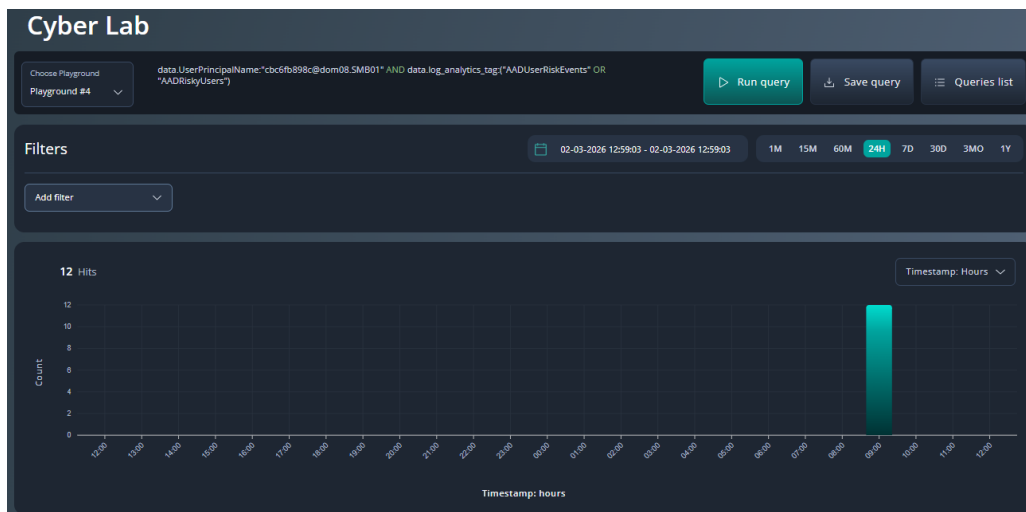 Cyber Lab
Choose Playground
Playground #4
data.UserPrincipalName:"cbc6fb898c@dom08.SMB01" AND data.log_analytics_tag:("AADUserRiskEvents" OR
"AADRiskyUsers")
Run query
Save query
Queries list
Filters
02-03-2026 12:59:03 - 02-03-2026 12:59:03
1M 15M 60M 24H 7D 30D 3MO 1Y
Add filter
12 Hits
Timestamp: Hours
Count
12
10
8
6
4
2
0
12:00 13:00 14:00 15:00 16:00 17:00 18:00 19:00 20:00 21:00 22:00 23:00 00:00 01:00 02:00 03:00 04:00 05:00 06:00 07:00 08:00 09:00 10:00 11:00 12:00
Timestamp: hours